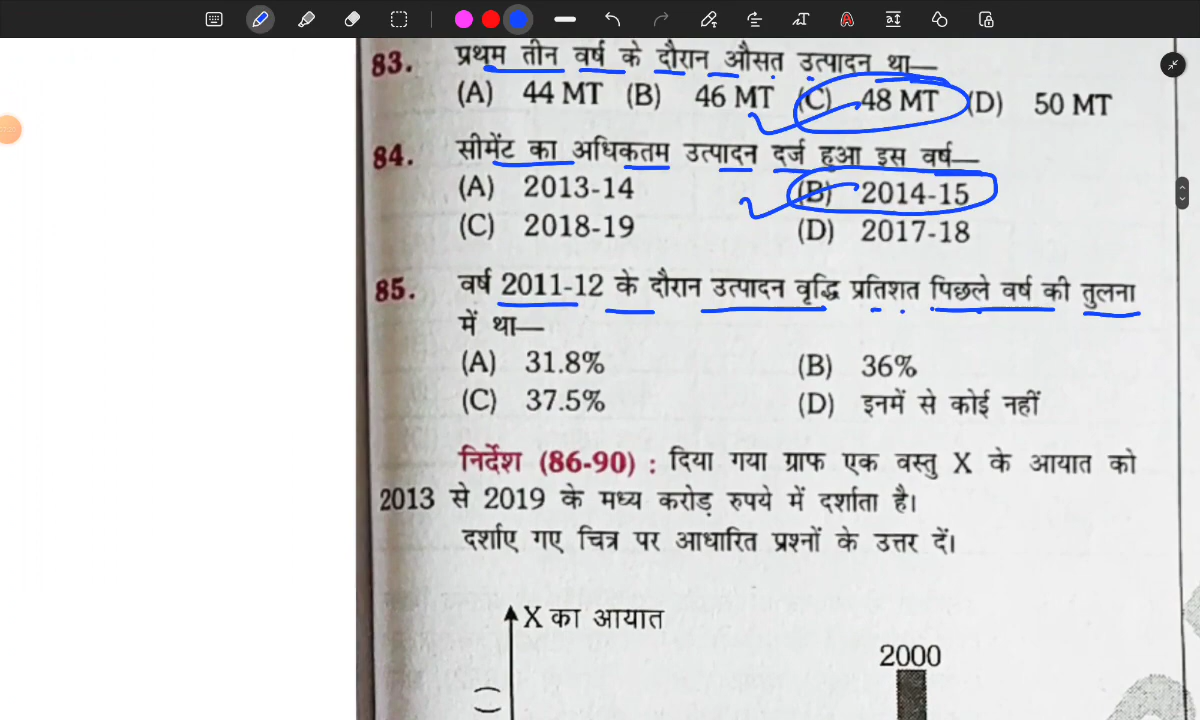 83. प्रथम तीन वर्ष के दौरान औसत उत्पादन था—
(A) 44 MT (B) 46 MT (C) 48 MT (D) 50 MT
84. सीमेंट का अधिकतम उत्पादन दर्ज हुआ इस वर्ष—
(A) 2013-14 (B) 2014-15
(C) 2018-19 (D) 2017-18
85. वर्ष 2011-12 के दौरान उत्पादन वृद्धि प्रतिशत पिछले वर्ष की तुलना
में था—
(A) 31.8% (B) 36%
(C) 37.5% (D) इनमें से कोई नहीं
निर्देश (86-90) : दिया गया ग्राफ एक वस्तु X के आयात को
2013 से 2019 के मध्य करोड़ रुपये में दर्शाता है।
दर्शाए गए चित्र पर आधारित प्रश्नों के उत्तर दें।
X का आयात
2000